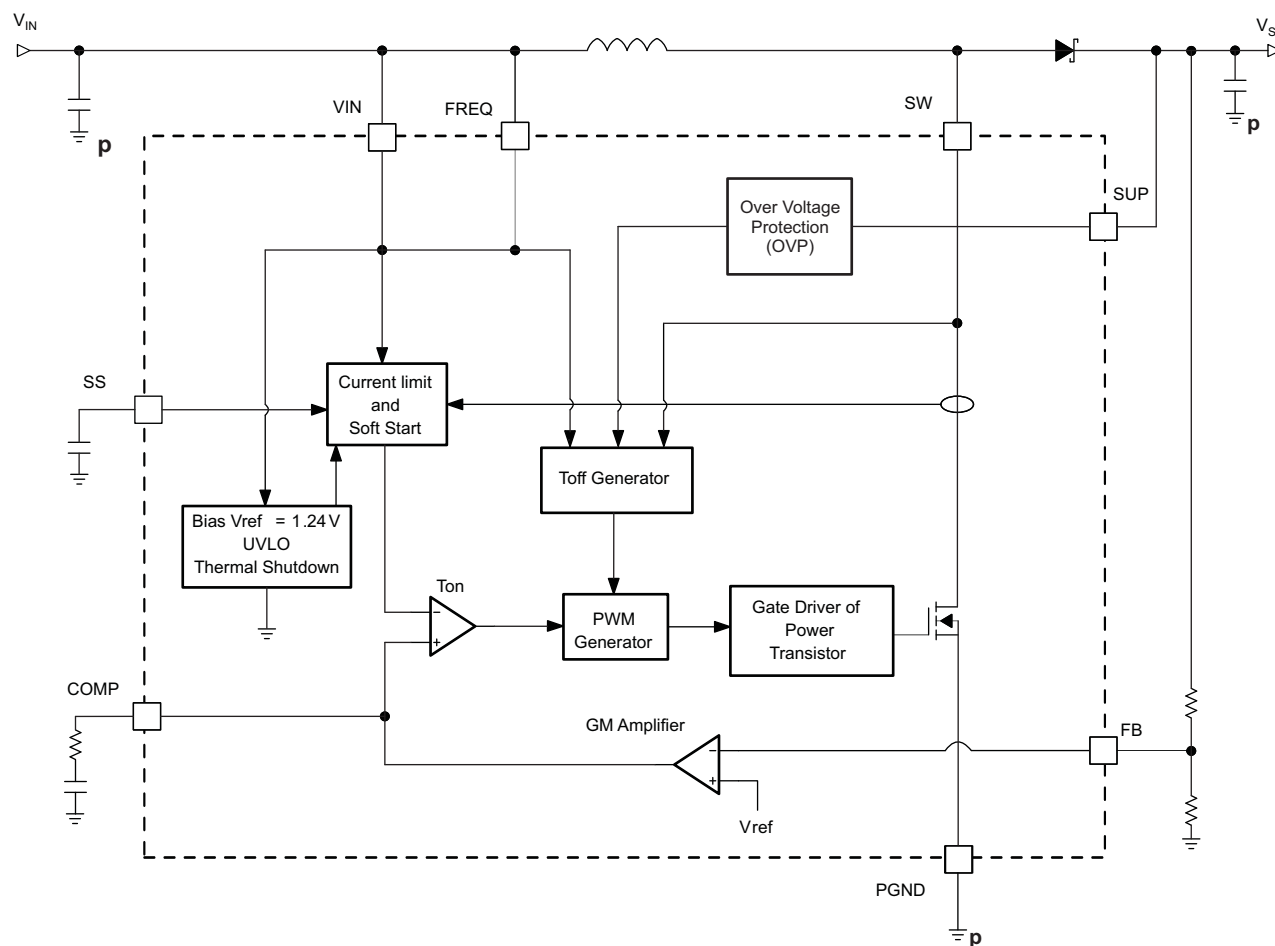 VIN
VS
VIN
FREQ
SW
p
p
Over Voltage
Protection
(OVP)
SUP
SS
Current limit
and
Soft Start
Toff Generator
Bias Vref = 1.24 V
UVLO
Thermal Shutdown
Ton
−
+
PWM
Generator
Gate Driver of
Power
Transistor
COMP
GM Amplifier
FB
−
+
Vref
PGND
p